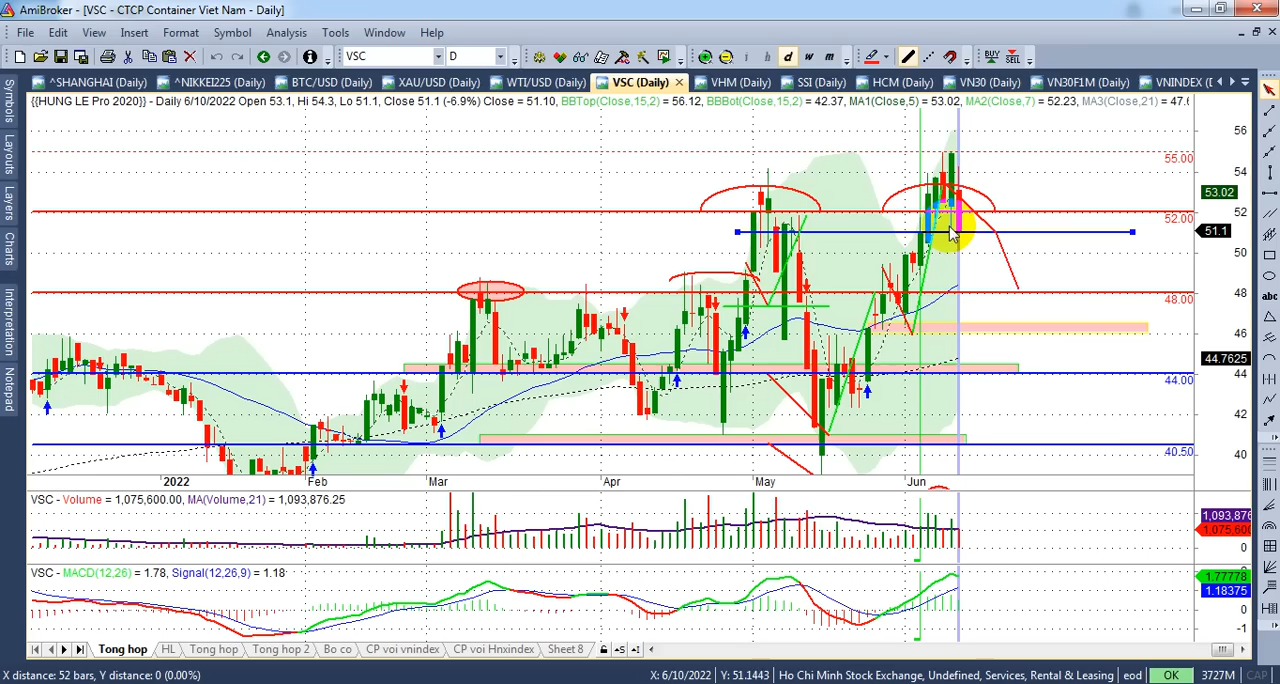 AmiBroker - [VSC - CTCP Container Viet Nam - Daily]
File Edit View Insert Format Symbol Analysis Tools Window Help
VSC D i h d w m BUY SELL
^SHANGHAI (Daily) ^NIKKEI225 (Daily) BTC/USD (Daily) XAU/USD (Daily) WTI/USD (Daily) VSC (Daily) VHM (Daily) SSI (Daily) HCM (Daily) VN30 (Daily) VN30F1M (Daily) VNINDEX (
{{HUNG LE Pro 2020}} - Daily 6/10/2022 Open 53.1, Hi 54.3, Lo 51.1, Close 51.1 (-6.9%) Close = 51.10, BBTop(Close,15,2) = 56.12, BBBot(Close,15,2) = 42.37, MA1(Close,5) = 53.02, MA2(Close,7) = 52.23, MA3(Close,21) = 47.6
Symbols
Layouts
Layers
Charts
Interpretation
Notepad
abc
56
55.00
54
53.02
52
52.00
51.1
50
48
48.00
46
44.7625
44
44.00
42
40.50
40
2022 Feb Mar Apr May Jun
VSC - Volume = 1,075,600.00, MA(Volume,21) = 1,093,876.25
1,093,876
1,075,600
0
VSC - MACD(12,26) = 1.78, Signal(12,26,9) = 1.18
1.77778
1.18375
0
-1
Tong hop HL Tong hop Tong hop 2 Bo co CP voi vnindex CP voi Hnxindex Sheet 8
X distance: 52 bars, Y distance: 0 (0.00%) X: 6/10/2022 Y: 51.1443 Ho Chi Minh Stock Exchange, Undefined, Services, Rental & Leasing eod OK 3727M CAP